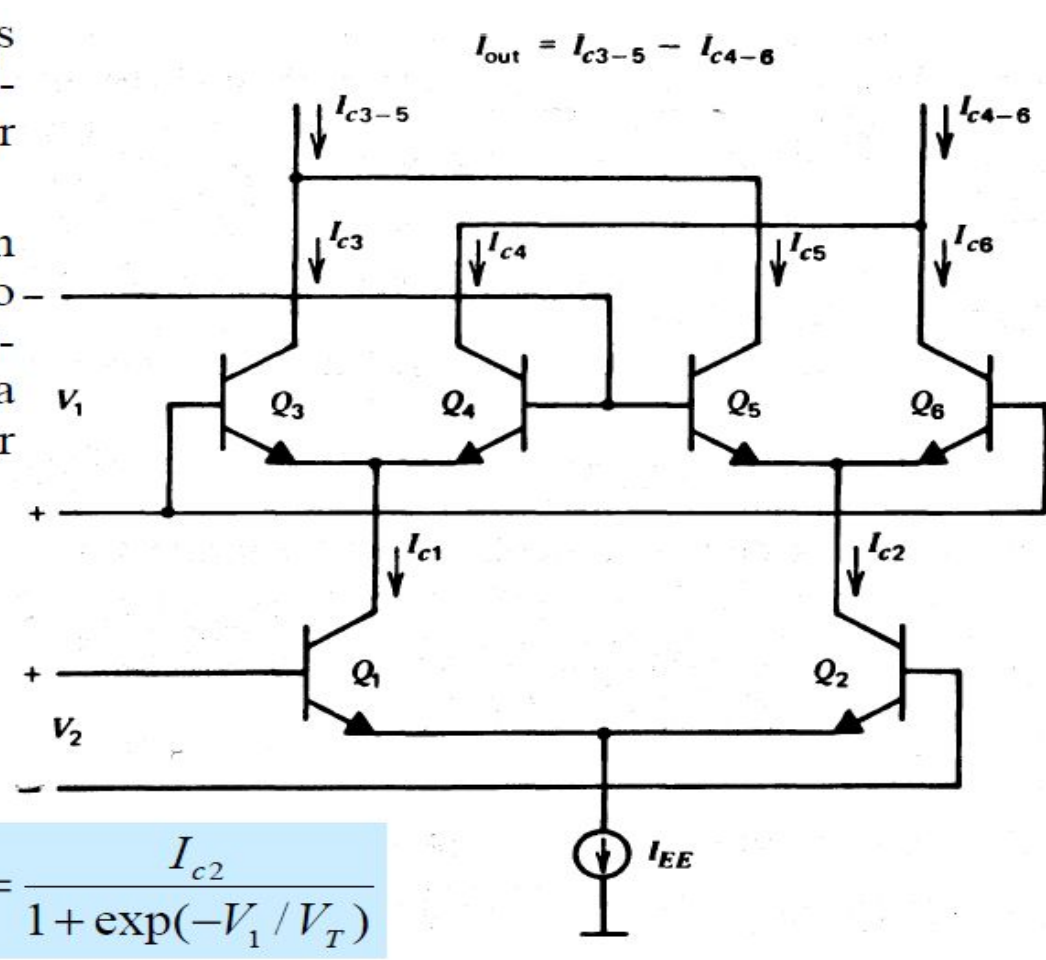 s
-
r
n
o
-
a
r
I_out = I_c3-5 − I_c4-6
I_c3-5
I_c4-6
I_c3
I_c4
I_c5
I_c6
−
V_1
Q_3
Q_4
Q_5
Q_6
+
I_c1
I_c2
+
Q_1
Q_2
V_2
−
I_EE
= I_c2 / (1 + exp(−V_1 / V_T))